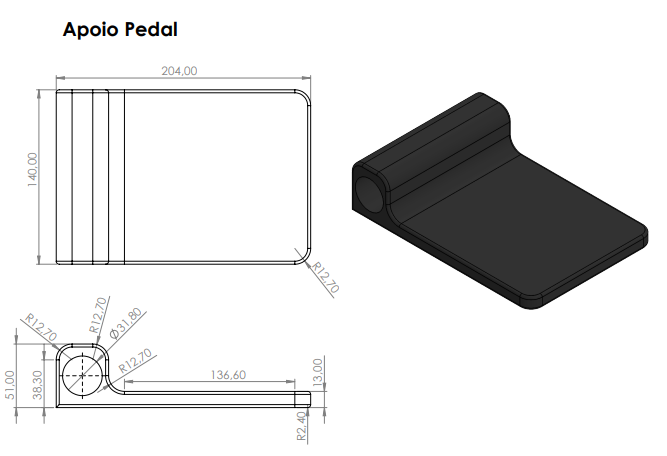 Apoio Pedal
204,00
140,00
R12,70
R12,70
R12,70
Ø31,80
R12,70
136,60
13,00
51,00
38,30
R2,40